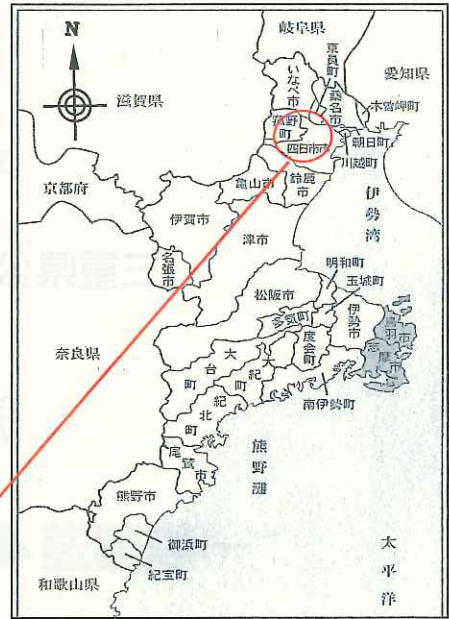 N
岐阜県
滋賀県
愛知県
いなべ市
東員町
桑名市
木曽岬町
菰野町
四日市市
朝日町
川越町
京都府
亀山市
鈴鹿市
伊賀市
津市
伊勢湾
名張市
明和町
玉城町
松阪市
多気町
伊勢市
鳥羽市
志摩市
度会町
奈良県
大台町
大紀町
紀北町
南伊勢町
尾鷲市
熊野灘
熊野市
御浜町
紀宝町
和歌山県
太平洋